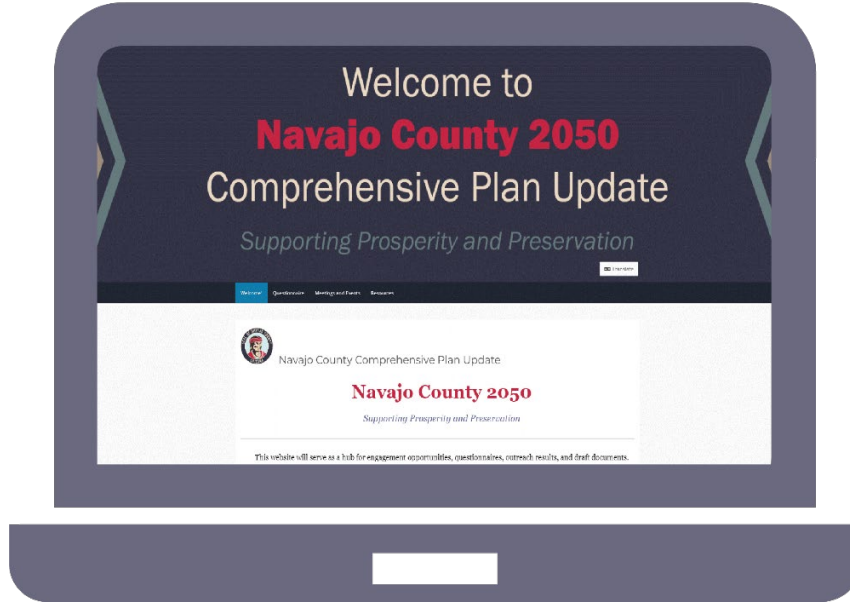 Welcome to
Navajo County 2050
Comprehensive Plan Update
Supporting Prosperity and Preservation
Translate
Welcome! Questionnaire Meetings and Events Resources
Navajo County Comprehensive Plan Update
Navajo County 2050
Supporting Prosperity and Preservation
This website will serve as a hub for engagement opportunities, questionnaires, outreach results, and draft documents.